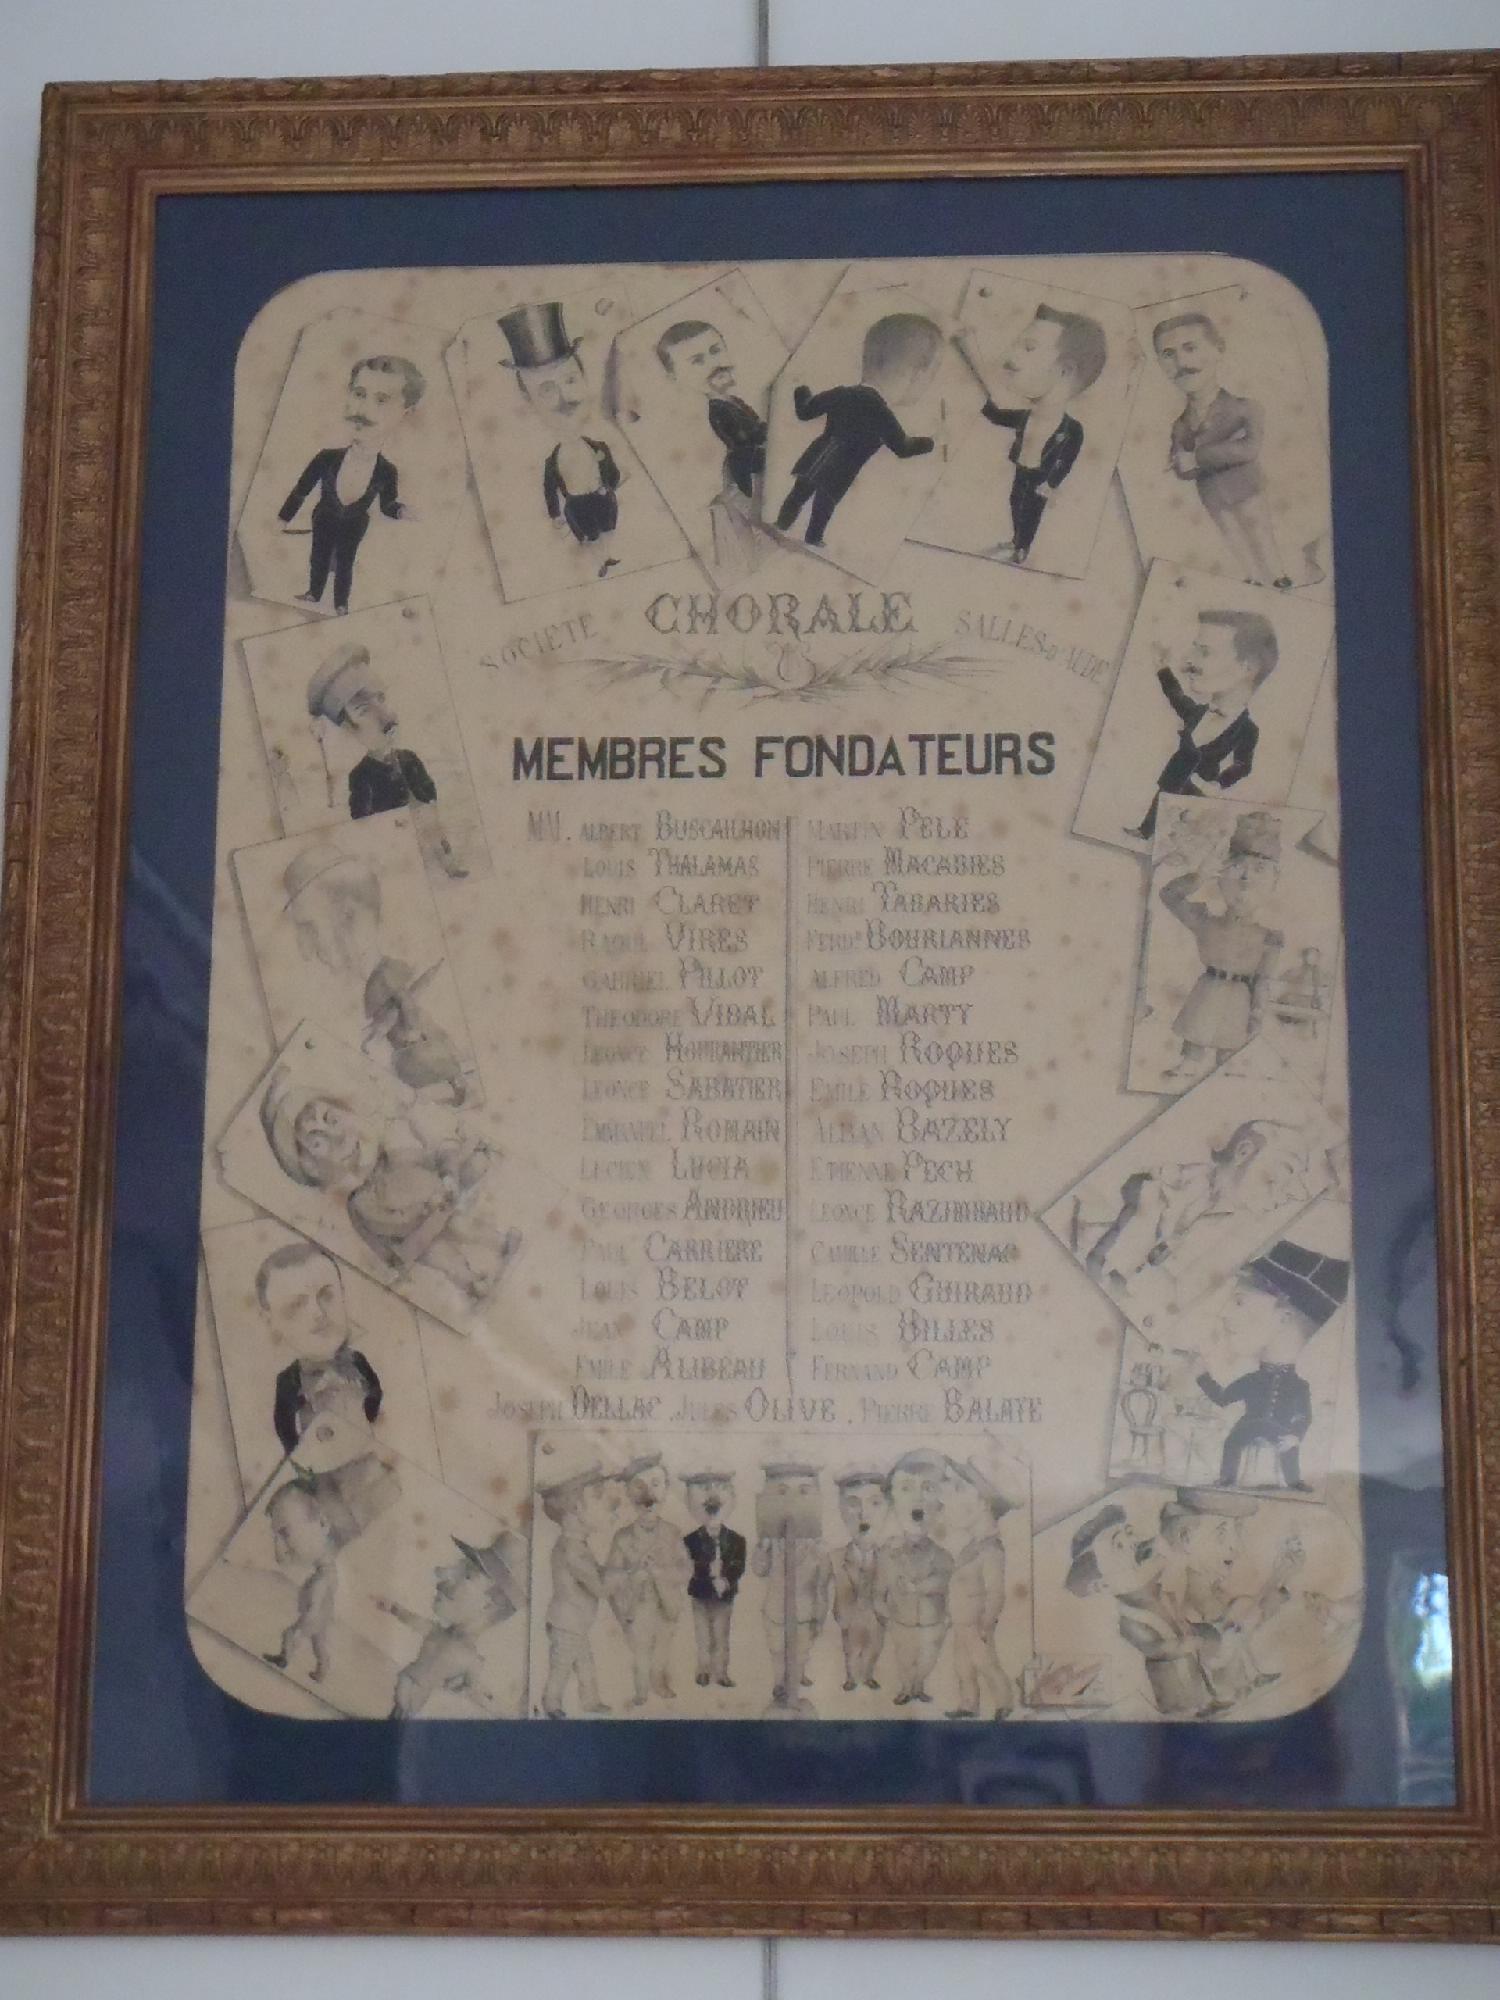 SOCIÉTÉ CHORALE SALLES-D'AUDE
MEMBRES FONDATEURS
MM. ALBERT BUSCAILHON MARTIN PELE
LOUIS THALAMAS PIERRE MACABIES
HENRI CLARET HENRI TABARIES
RAOUL VIRES FERDd BOURIANNES
GABRIEL PILLOT ALFRED CAMP
THEODORE VIDAL PAUL MARTY
LEONCE JOSEPH ROQUES
LEONCE SABATIER EMILE ROQUES
EMMANUEL ROMAIN ALBAN BAZELY
LUCIEN LUCIA ETIENNE PECH
GEORGES ANDRIEU LEONCE RAZIMBAUD
PAUL CARRIERE CAMILLE SENTENAC
LOUIS BELOT LEOPOLD GUIRAUD
JEAN CAMP LOUIS BILLES
EMILE ALIBEAU FERNAND CAMP
JOSEPH DELLAC, JULES OLIVE, PIERRE BALAYE